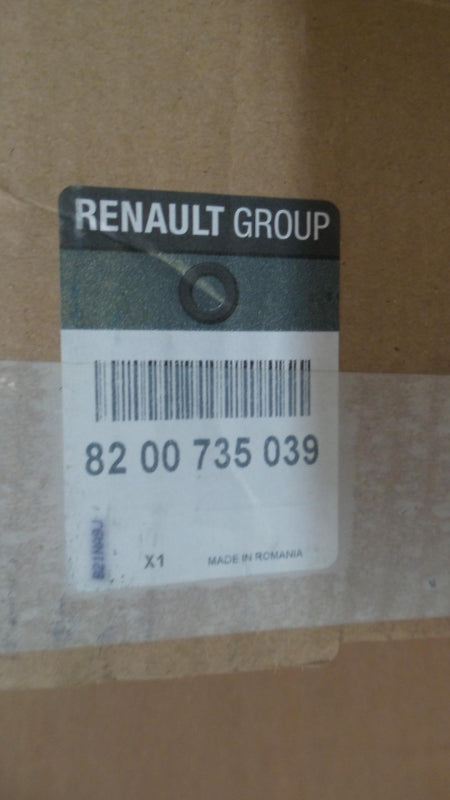 RENAULT GROUP
82 00 735 039
X1 MADE IN ROMANIA